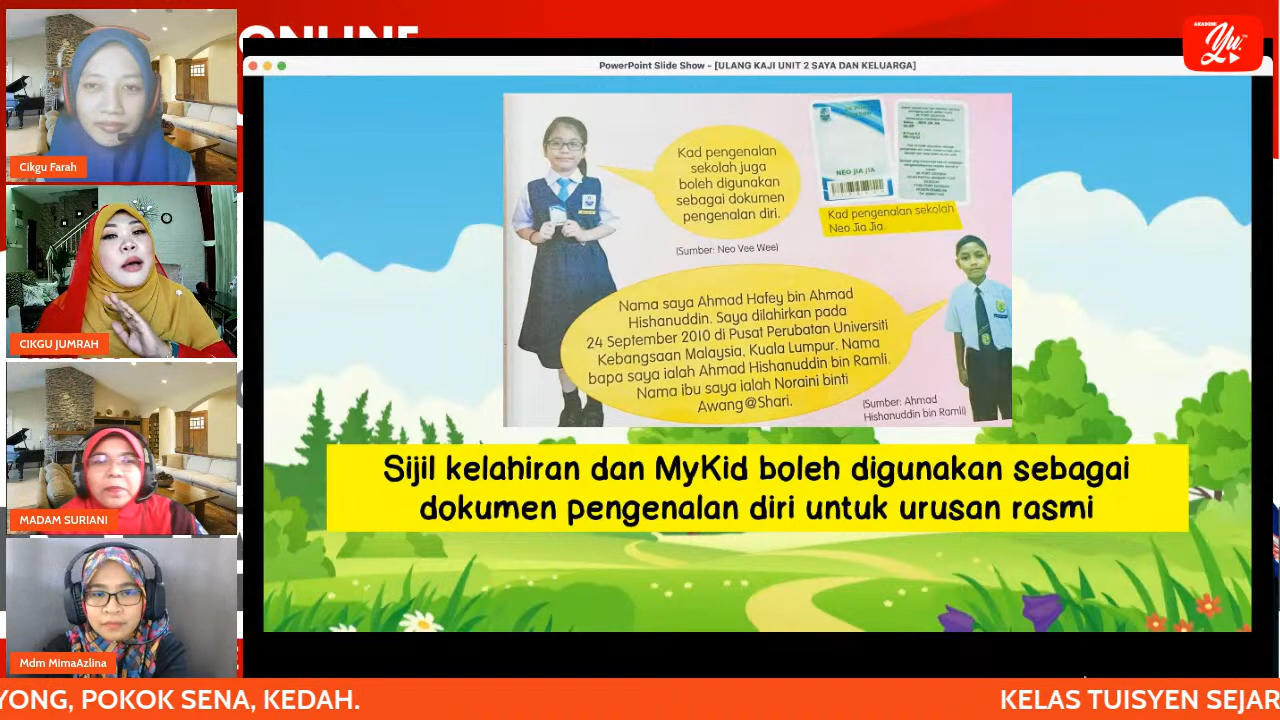 ONLINE
AKADEMI
Yu.
PowerPoint Slide Show - [ULANG KAJI UNIT 2 SAYA DAN KELUARGA]
Cikgu Farah
CIKGU JUMRAH
MADAM SURIANI
Mdm MimaAzlina
Kad pengenalan
sekolah juga
boleh digunakan
sebagai dokumen
pengenalan diri.
(Sumber: Neo Vee Wee)
NEO JIA JIA
Kad pengenalan sekolah
Neo Jia Jia.
Nama saya Ahmad Hafey bin Ahmad
Hishanuddin. Saya dilahirkan pada
24 September 2010 di Pusat Perubatan Universiti
Kebangsaan Malaysia, Kuala Lumpur. Nama
bapa saya ialah Ahmad Hishanuddin bin Ramli.
Nama ibu saya ialah Noraini binti
Awang@Shari.
(Sumber: Ahmad
Hishanuddin bin Ramli)
Sijil kelahiran dan MyKid boleh digunakan sebagai
dokumen pengenalan diri untuk urusan rasmi
YONG, POKOK SENA, KEDAH.
KELAS TUISYEN SEJAR